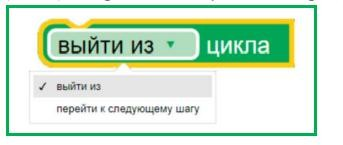 выйти из ▾ цикла
✓ выйти из
перейти к следующему шагу